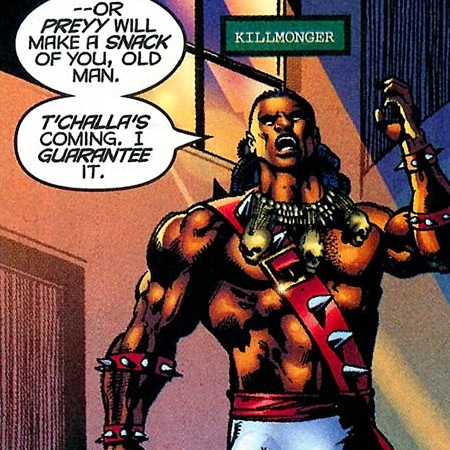 --OR
PREYY WILL
MAKE A SNACK
OF YOU, OLD
MAN.
KILLMONGER
T'CHALLA'S
COMING. I
GUARANTEE
IT.